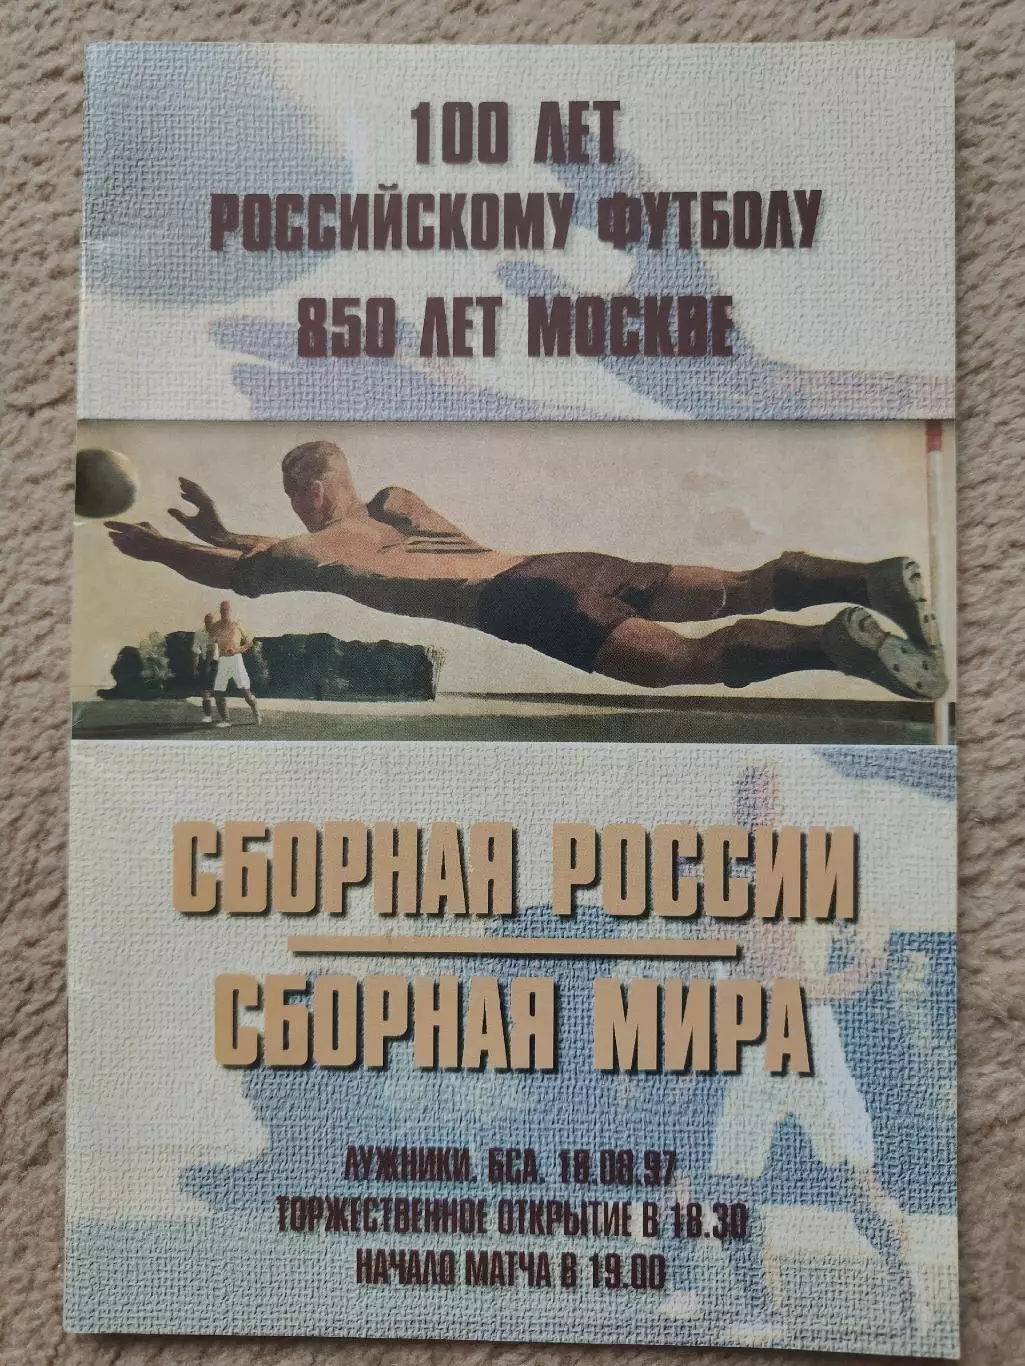 100 ЛЕТ
РОССИЙСКОМУ ФУТБОЛУ
850 ЛЕТ МОСКВЕ
СБОРНАЯ РОССИИ
СБОРНАЯ МИРА
ЛУЖНИКИ. БСА. 18.08.97
ТОРЖЕСТВЕННОЕ ОТКРЫТИЕ В 18.30
НАЧАЛО МАТЧА В 19.00